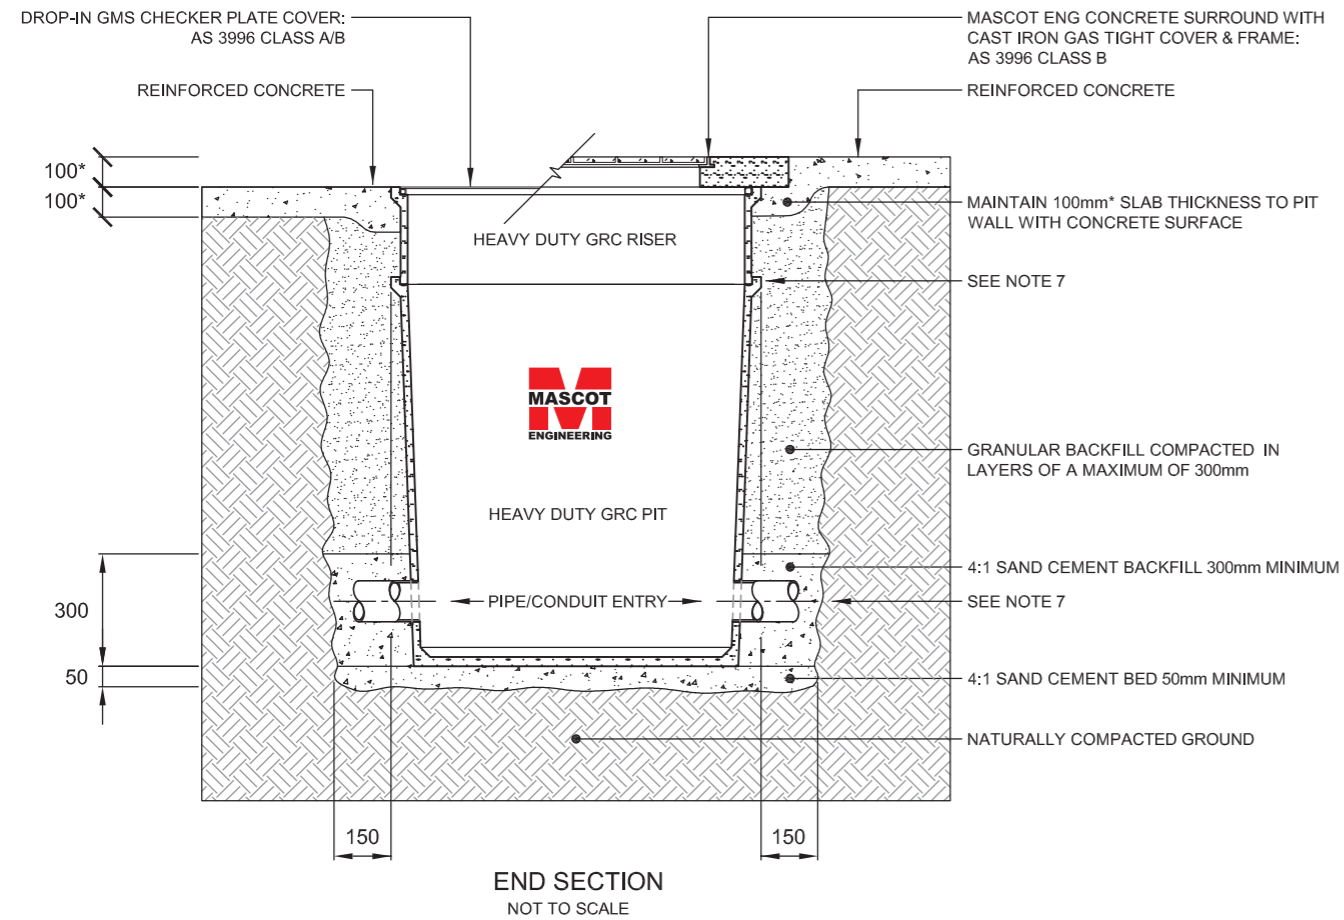 DROP-IN GMS CHECKER PLATE COVER:
AS 3996 CLASS A/B
REINFORCED CONCRETE
MASCOT ENG CONCRETE SURROUND WITH
CAST IRON GAS TIGHT COVER & FRAME:
AS 3996 CLASS B
REINFORCED CONCRETE
100*
100*
MAINTAIN 100mm* SLAB THICKNESS TO PIT
WALL WITH CONCRETE SURFACE
HEAVY DUTY GRC RISER
SEE NOTE 7
MASCOT
ENGINEERING
GRANULAR BACKFILL COMPACTED IN
LAYERS OF A MAXIMUM OF 300mm
HEAVY DUTY GRC PIT
4:1 SAND CEMENT BACKFILL 300mm MINIMUM
300
PIPE/CONDUIT ENTRY
SEE NOTE 7
50
4:1 SAND CEMENT BED 50mm MINIMUM
NATURALLY COMPACTED GROUND
150
150
END SECTION
NOT TO SCALE